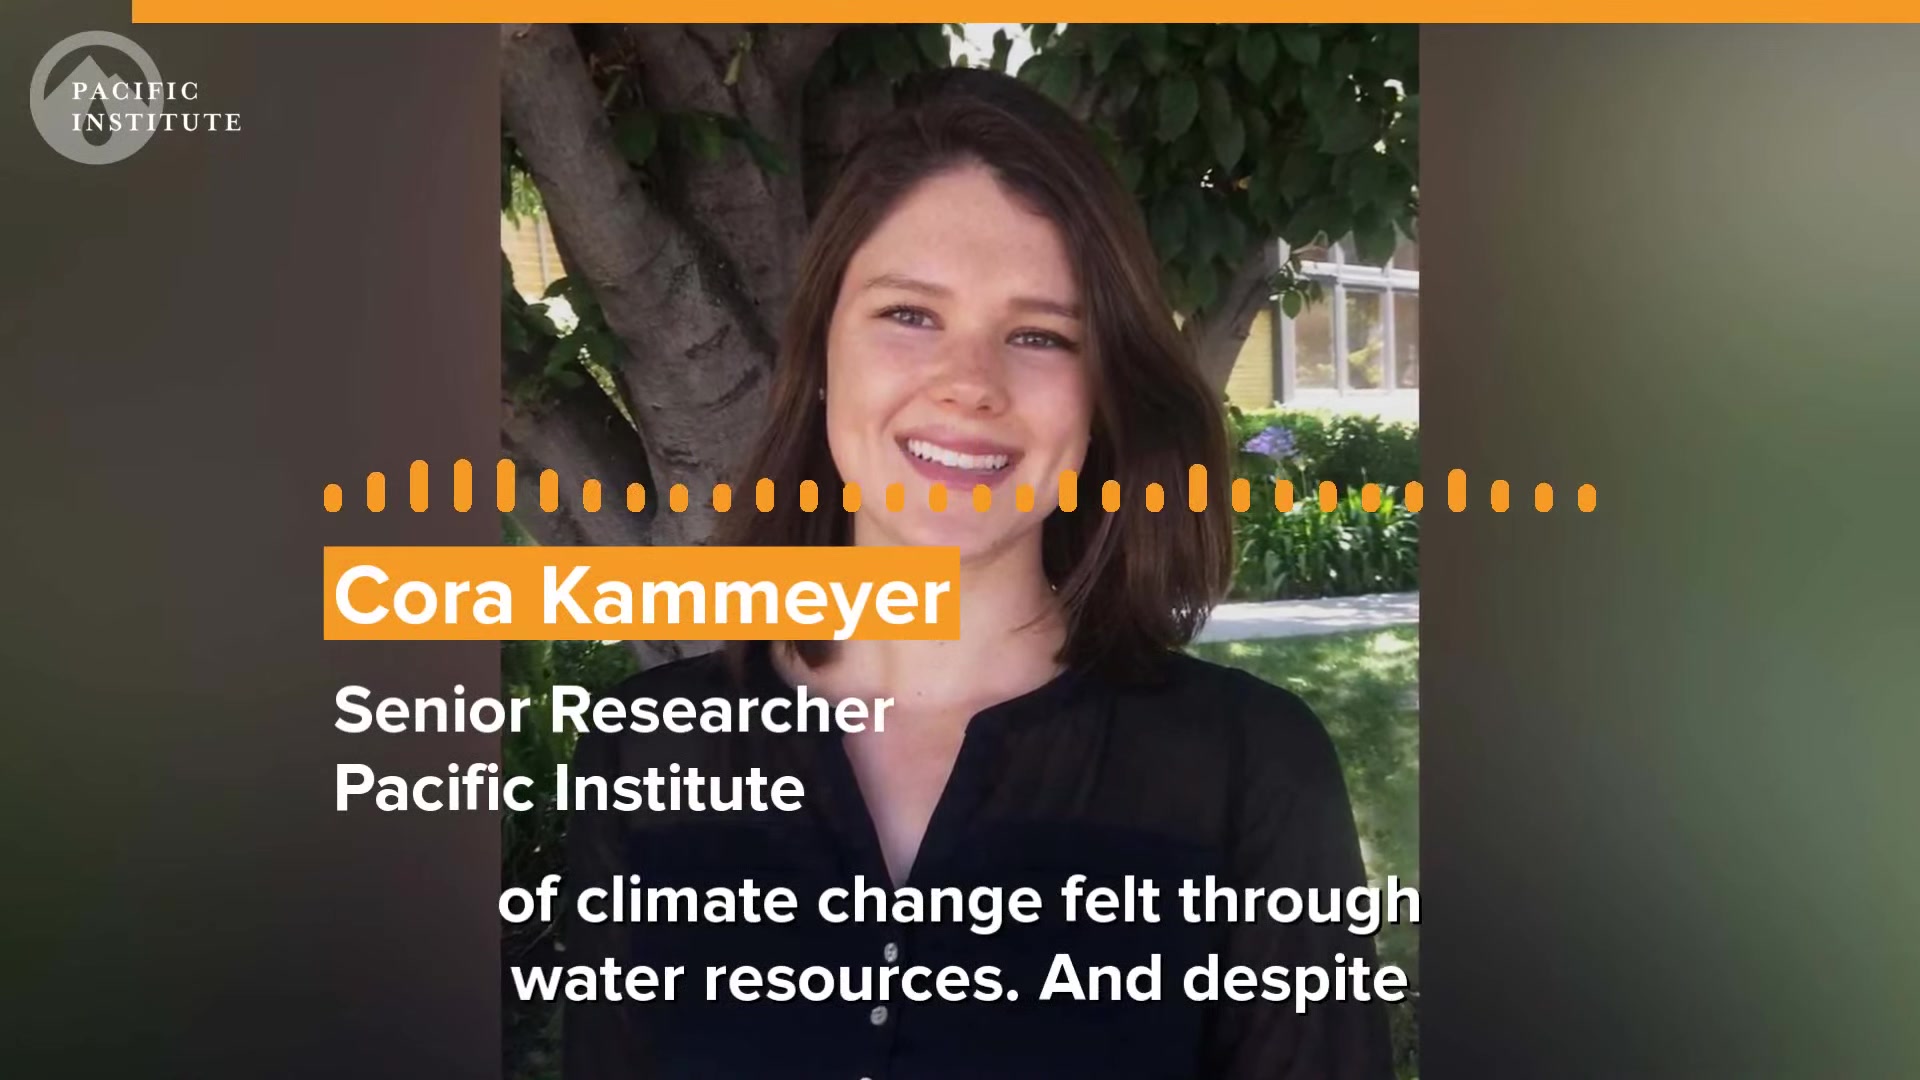 PACIFIC
INSTITUTE
Cora Kammeyer
Senior Researcher
Pacific Institute
of climate change felt through
water resources. And despite